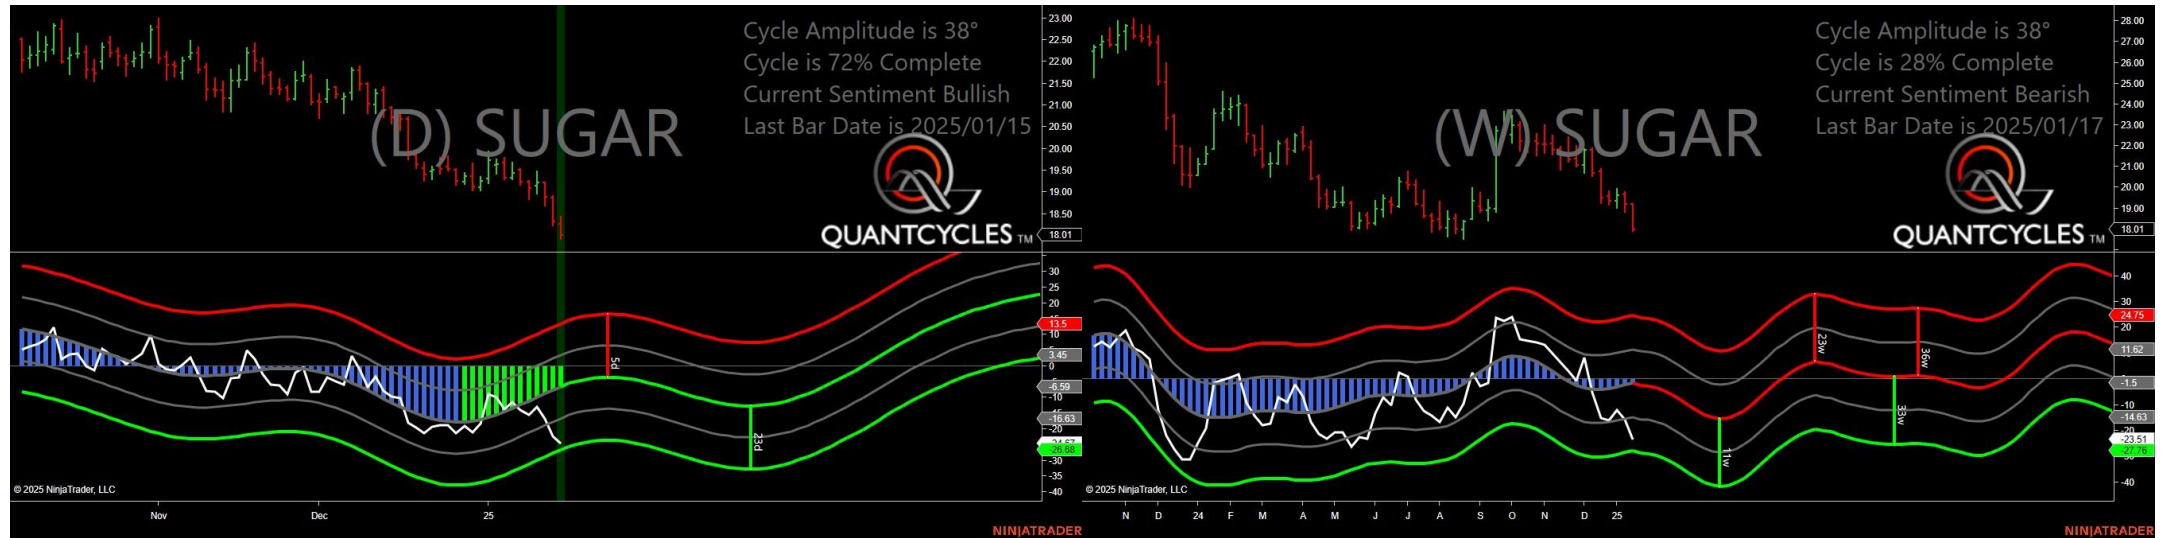 (D) SUGAR
Cycle Amplitude is 38°
Cycle is 72% Complete
Current Sentiment Bullish
Last Bar Date is 2025/01/15
QUANTCYCLES TM
23.00
22.50
22.00
21.50
21.00
20.50
20.00
19.50
19.00
18.50
18.01
30
25
20
15
13.5
10
5
3.45
0
-6.59
-10
-16.63
-20
-26.68
-30
-35
-40
5d
23d
© 2025 NinjaTrader, LLC
Nov
Dec
25
NINJATRADER
(W) SUGAR
Cycle Amplitude is 38°
Cycle is 28% Complete
Current Sentiment Bearish
Last Bar Date is 2025/01/17
QUANTCYCLES TM
28.00
27.00
26.00
25.00
24.00
23.00
22.00
21.00
20.00
19.00
18.01
40
30
24.75
20
11.62
-1.5
-10
-14.63
-23.51
-27.76
-40
11w
23w
33w
36w
© 2025 NinjaTrader, LLC
N
D
24
F
M
A
M
J
J
A
S
O
N
D
25
NINJATRADER